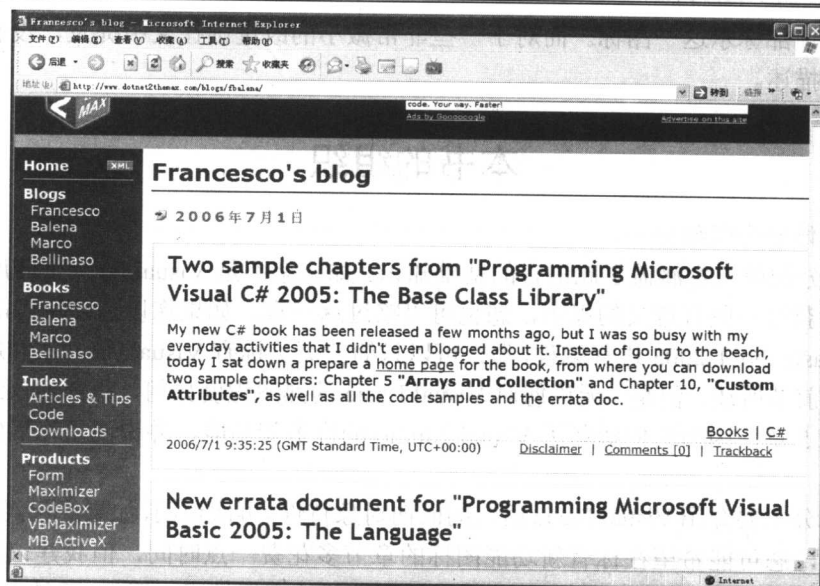 Francesco's blog - Microsoft Internet Explorer
文件(F) 编辑(E) 查看(V) 收藏(A) 工具(T) 帮助(H)
后退 搜索 收藏夹
地址(D) http://www.dotnet2themax.com/blogs/fbalena/ 转到 链接 »
MAX
code. Your way. Faster!
Ads by Goooooogle Advertise on this site
Home XML
Blogs
Francesco
Balena
Marco
Bellinaso
Books
Francesco
Balena
Marco
Bellinaso
Index
Articles & Tips
Code
Downloads
Products
Form
Maximizer
CodeBox
VBMaximizer
MB ActiveX
Francesco's blog
2006年7月1日
Two sample chapters from "Programming Microsoft
Visual C# 2005: The Base Class Library"
My new C# book has been released a few months ago, but I was so busy with my
everyday activities that I didn't even blogged about it. Instead of going to the beach,
today I sat down a prepare a home page for the book, from where you can download
two sample chapters: Chapter 5 "Arrays and Collection" and Chapter 10, "Custom
Attributes", as well as all the code samples and the errata doc.
Books | C#
2006/7/1 9:35:25 (GMT Standard Time, UTC+00:00) Disclaimer | Comments [0] | Trackback
New errata document for "Programming Microsoft Visual
Basic 2005: The Language"
Internet